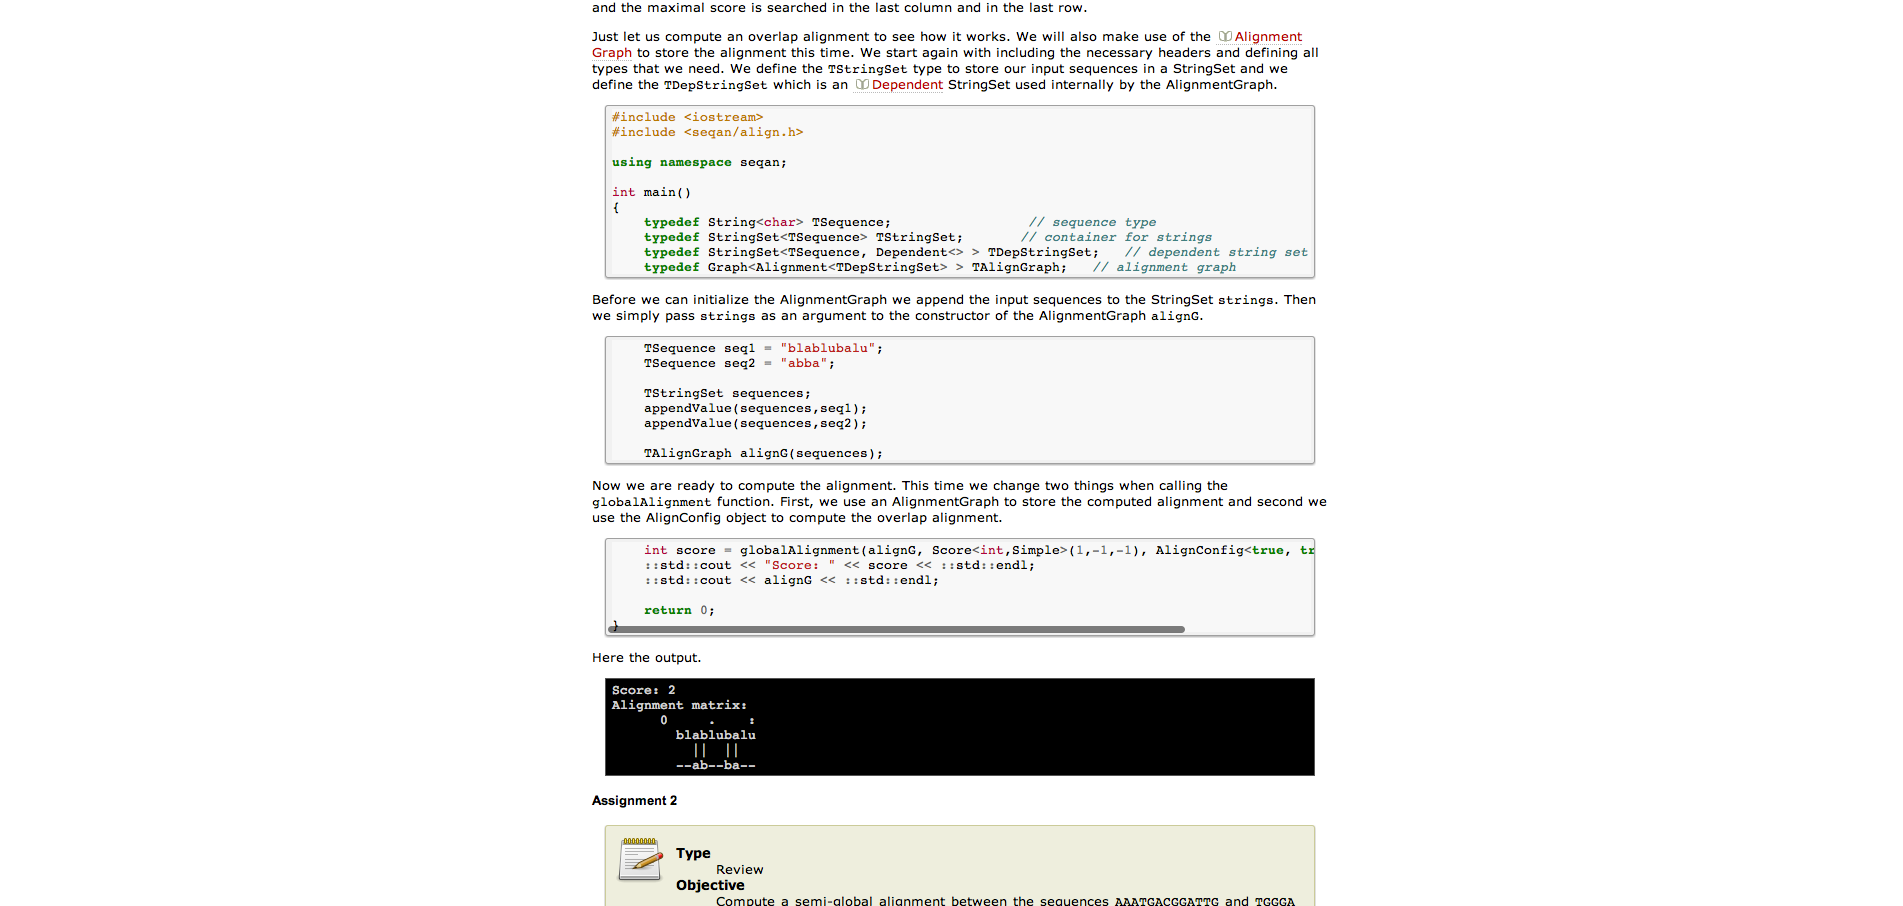 and the maximal score is searched in the last column and in the last row.
Just let us compute an overlap alignment to see how it works. We will also make use of the Alignment
Graph to store the alignment this time. We start again with including the necessary headers and defining all
types that we need. We define the TStringSet type to store our input sequences in a StringSet and we
define the TDepStringSet which is an Dependent StringSet used internally by the AlignmentGraph.
#include <iostream>
#include <seqan/align.h>
using namespace seqan;
int main()
{
typedef String<char> TSequence; // sequence type
typedef StringSet<TSequence> TStringSet; // container for strings
typedef StringSet<TSequence, Dependent<> > TDepStringSet; // dependent string set
typedef Graph<Alignment<TDepStringSet> > TAlignGraph; // alignment graph
Before we can initialize the AlignmentGraph we append the input sequences to the StringSet strings. Then
we simply pass strings as an argument to the constructor of the AlignmentGraph alignG.
TSequence seq1 = "blablubalu";
TSequence seq2 = "abba";
TStringSet sequences;
appendValue(sequences,seq1);
appendValue(sequences,seq2);
TAlignGraph alignG(sequences);
Now we are ready to compute the alignment. This time we change two things when calling the
globalAlignment function. First, we use an AlignmentGraph to store the computed alignment and second we
use the AlignConfig object to compute the overlap alignment.
int score = globalAlignment(alignG, Score<int,Simple>(1,-1,-1), AlignConfig<true, tr
::std::cout << "Score: " << score << ::std::endl;
::std::cout << alignG << ::std::endl;
return 0;
}
Here the output.
Score: 2
Alignment matrix:
0 . :
blablubalu
|| ||
--ab--ba--
Assignment 2
Type
Review
Objective
Compute a semi-global alignment between the sequences AAATGACGGATTG and TGGGA